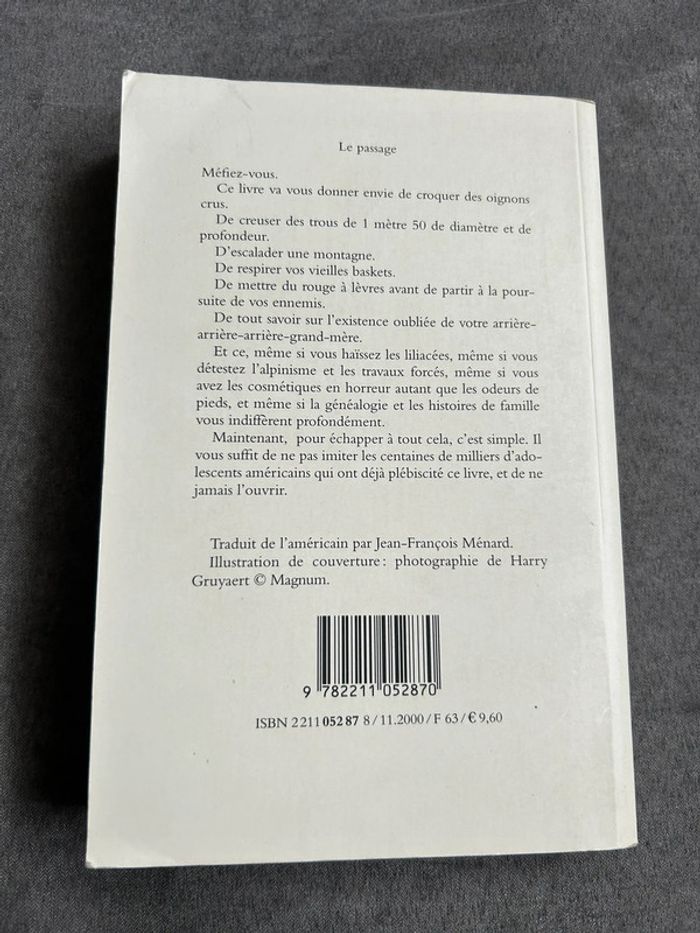 Le passage
Méfiez-vous.
Ce livre va vous donner envie de croquer des oignons
crus.
De creuser des trous de 1 mètre 50 de diamètre et de
profondeur.
D'escalader une montagne.
De respirer vos vieilles baskets.
De mettre du rouge à lèvres avant de partir à la pour-
suite de vos ennemis.
De tout savoir sur l'existence oubliée de votre arrière-
arrière-arrière-grand-mère.
Et ce, même si vous haïssez les liliacées, même si vous
détestez l'alpinisme et les travaux forcés, même si vous
avez les cosmétiques en horreur autant que les odeurs de
pieds, et même si la généalogie et les histoires de famille
vous indiffèrent profondément.
Maintenant, pour échapper à tout cela, c'est simple. Il
vous suffit de ne pas imiter les centaines de milliers d'ado-
lescents américains qui ont déjà plébiscité ce livre, et de ne
jamais l'ouvrir.
Traduit de l'américain par Jean-François Ménard.
Illustration de couverture : photographie de Harry
Gruyaert © Magnum.
9 782211 052870
ISBN 2 211 052 87 8 / 11.2000 / F 63 / € 9,60